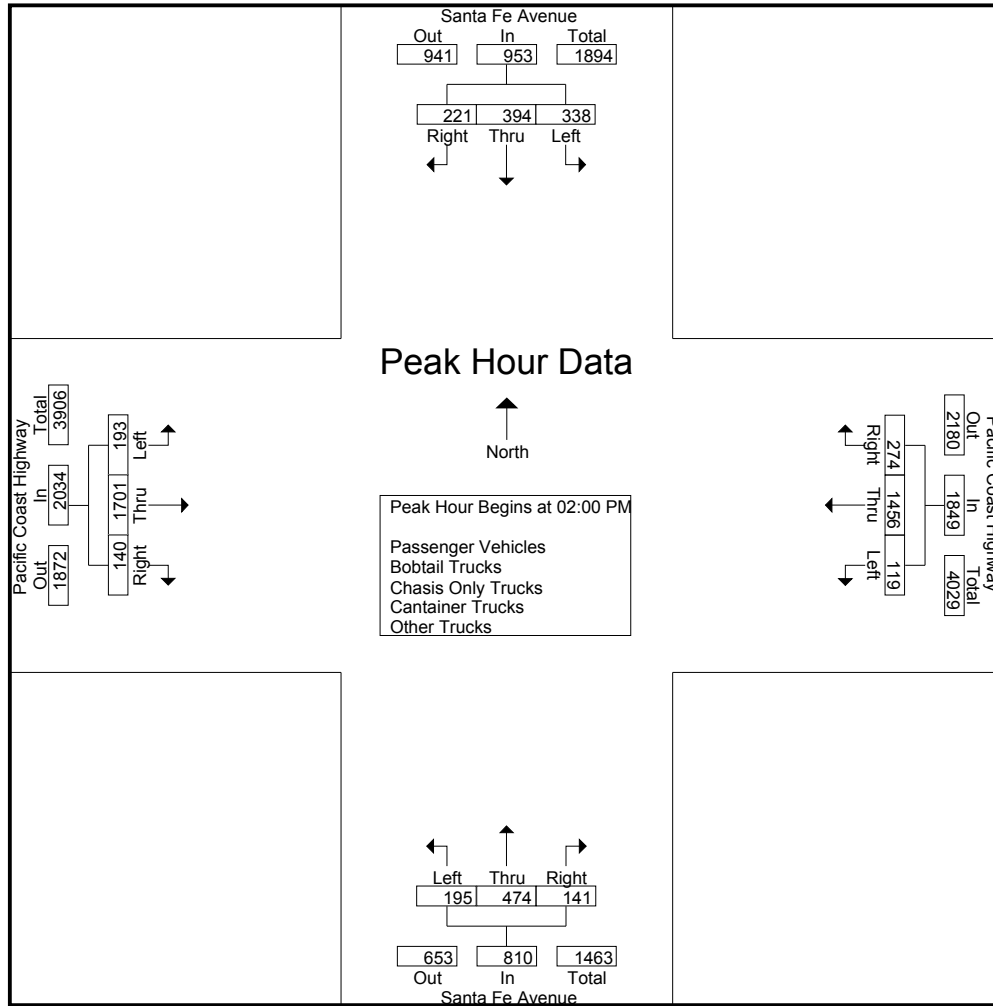 Santa Fe Avenue
Out In Total
941 953 1894
221 394 338
Right Thru Left
Peak Hour Data
North
Peak Hour Begins at 02:00 PM
Passenger Vehicles
Bobtail Trucks
Chasis Only Trucks
Cantainer Trucks
Other Trucks
Pacific Coast Highway
Out In Total
1872 2034 3906
Left Thru Right
193 1701 140
Pacific Coast Highway
Out In Total
2180 1849 4029
274 1456 119
Right Thru Left
Left Thru Right
195 474 141
653 810 1463
Out In Total
Santa Fe Avenue